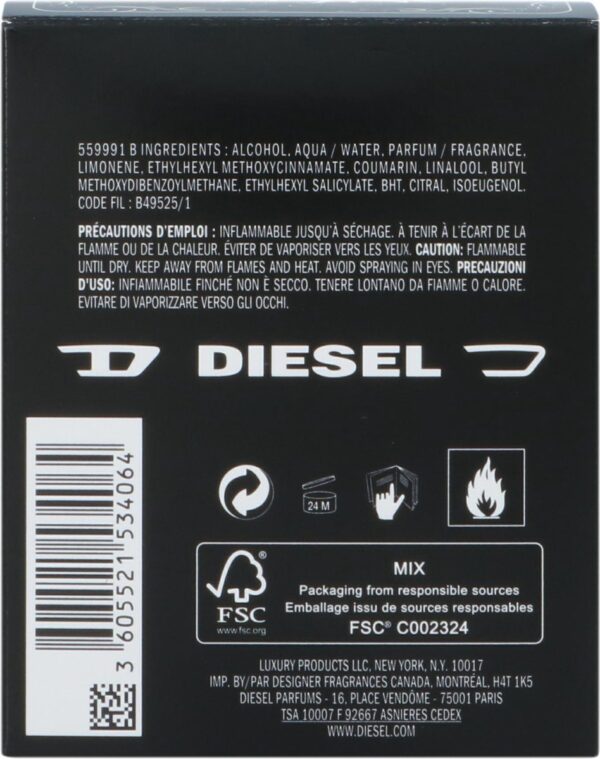 559991 B INGREDIENTS : ALCOHOL, AQUA / WATER, PARFUM / FRAGRANCE,
LIMONENE, ETHYLHEXYL METHOXYCINNAMATE, COUMARIN, LINALOOL, BUTYL
METHOXYDIBENZOYLMETHANE, ETHYLHEXYL SALICYLATE, BHT, CITRAL, ISOEUGENOL.
CODE FIL : B49525/1
PRÉCAUTIONS D'EMPLOI : INFLAMMABLE JUSQU'À SÉCHAGE. À TENIR À L'ÉCART DE LA
FLAMME OU DE LA CHALEUR. ÉVITER DE VAPORISER VERS LES YEUX. CAUTION: FLAMMABLE
UNTIL DRY. KEEP AWAY FROM FLAMES AND HEAT. AVOID SPRAYING IN EYES. PRECAUZIONI
D'USO: INFIAMMABILE FINCHÉ NON È SECCO. TENERE LONTANO DA FIAMME O CALORE.
EVITARE DI VAPORIZZARE VERSO GLI OCCHI.
D DIESEL
3 605521 534064
24 M
FSC
www.fsc.org
MIX
Packaging from responsible sources
Emballage issu de sources responsables
FSC® C002324
LUXURY PRODUCTS LLC, NEW YORK, N.Y. 10017
IMP. BY/PAR DESIGNER FRAGRANCES CANADA, MONTRÉAL, H4T 1K5
DIESEL PARFUMS - 16, PLACE VENDÔME - 75001 PARIS
TSA 10007 F 92667 ASNIERES CEDEX
WWW.DIESEL.COM